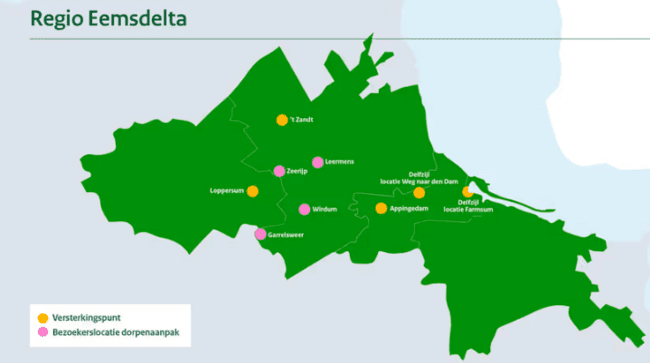 Regio Eemsdelta
't Zandt
Leermens
Zeerijp
Delfzijl
locatie Weg naar den Dam
Loppersum
Wirdum
Appingedam
Delfzijl
locatie Farmsum
Garrelsweer
Versterkingspunt
Bezoekerslocatie dorpenaanpak